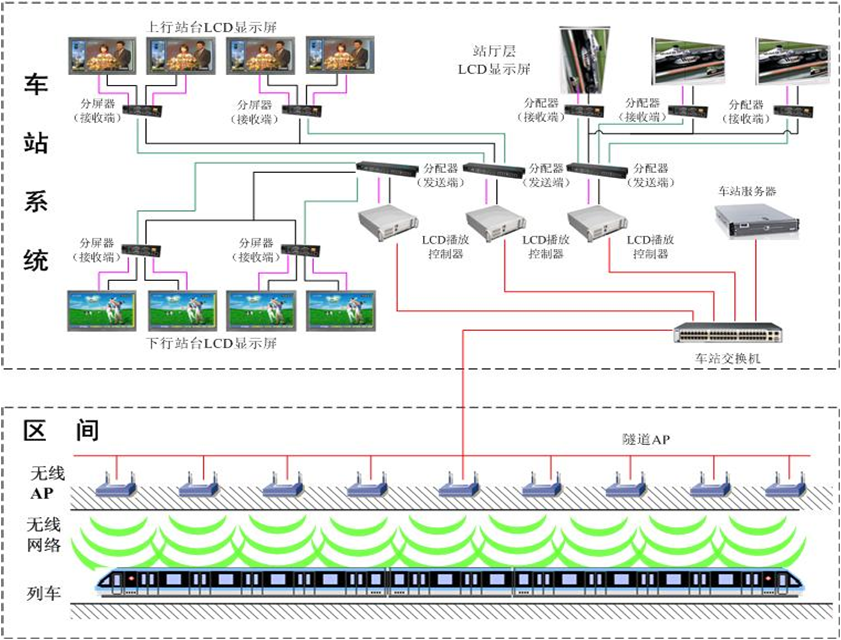 上行站台LCD显示屏
站厅层
LCD显示屏
车站系统
分屏器
（接收端）
分屏器
（接收端）
分配器
（接收端）
分配器
（接收端）
分配器
（接收端）
分配器
（发送端）
分配器
（发送端）
分配器
（发送端）
车站服务器
LCD播放
控制器
LCD播放
控制器
LCD播放
控制器
分屏器
（接收端）
分屏器
（接收端）
下行站台LCD显示屏
车站交换机
区间
隧道AP
无线
AP
无线
网络
列车